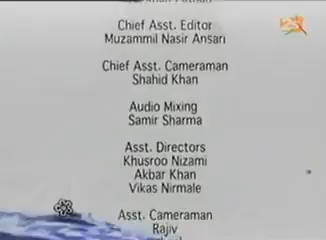 Chief Asst. Editor
Muzammil Nasir Ansari
Chief Asst. Cameraman
Shahid Khan
Audio Mixing
Samir Sharma
Asst. Directors
Khusroo Nizami
Akbar Khan
Vikas Nirmale
Asst. Cameraman
Rajiv